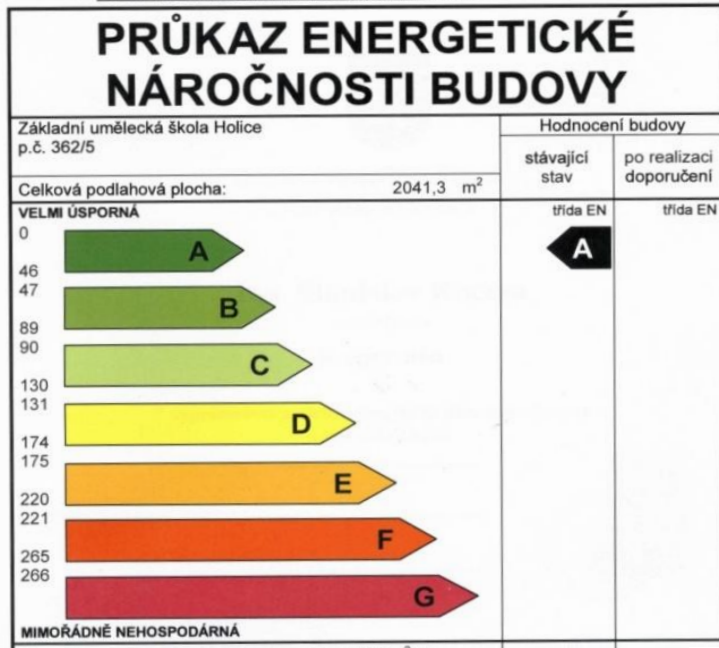 PRŮKAZ ENERGETICKÉ
NÁROČNOSTI BUDOVY
Základní umělecká škola Holice
p.č. 362/5
Hodnocení budovy
stávající
stav
po realizaci
doporučení
Celková podlahová plocha: 2041,3 m²
VELMI ÚSPORNÁ
třída EN
třída EN
0
A
A
46
47
B
89
90
C
130
131
D
174
175
E
220
221
F
265
266
G
MIMOŘÁDNĚ NEHOSPODÁRNÁ